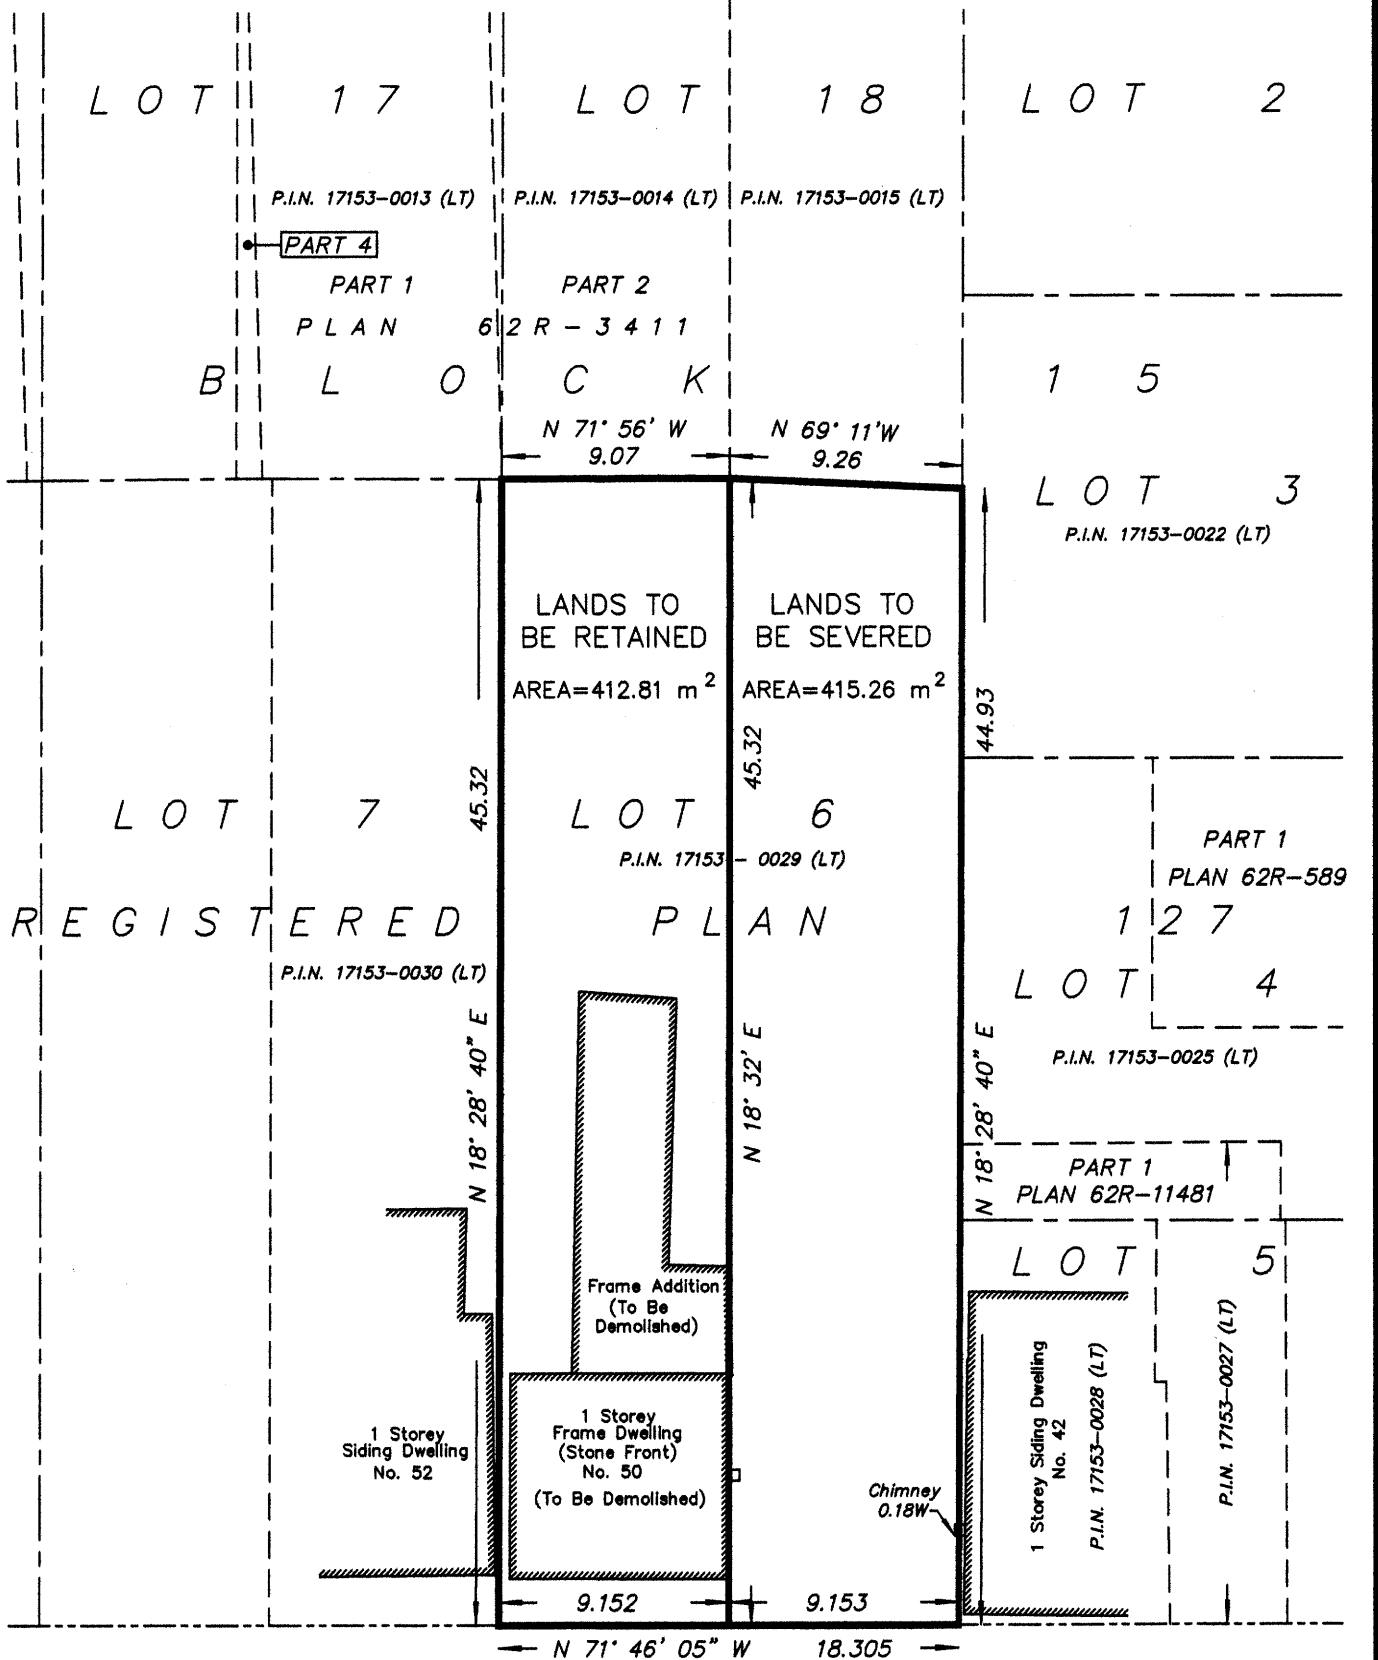 LOT 17
LOT 18
LOT 2
P.I.N. 17153-0013 (LT)
P.I.N. 17153-0014 (LT)
P.I.N. 17153-0015 (LT)
PART 4
PART 1
PART 2
PLAN 62R-3411
BLOCK
15
N 71° 56' W
9.07
N 69° 11'W
9.26
LOT 3
P.I.N. 17153-0022 (LT)
LANDS TO
BE RETAINED
AREA=412.81 m²
LANDS TO
BE SEVERED
AREA=415.26 m²
44.93
45.32
45.32
LOT 7
LOT 6
P.I.N. 17153-0029 (LT)
PART 1
PLAN 62R-589
REGISTERED PLAN 127
P.I.N. 17153-0030 (LT)
LOT 4
P.I.N. 17153-0025 (LT)
N 18° 28' 40" E
N 18° 32' E
N 18° 28' 40" E
PART 1
PLAN 62R-11481
LOT 5
Frame Addition
(To Be
Demolished)
1 Storey
Siding Dwelling
No. 52
1 Storey
Frame Dwelling
(Stone Front)
No. 50
(To Be Demolished)
Chimney
0.18W
1 Storey Siding Dwelling
No. 42
P.I.N. 17153-0028 (LT)
P.I.N. 17153-0027 (LT)
9.152
9.153
N 71° 46' 05" W 18.305